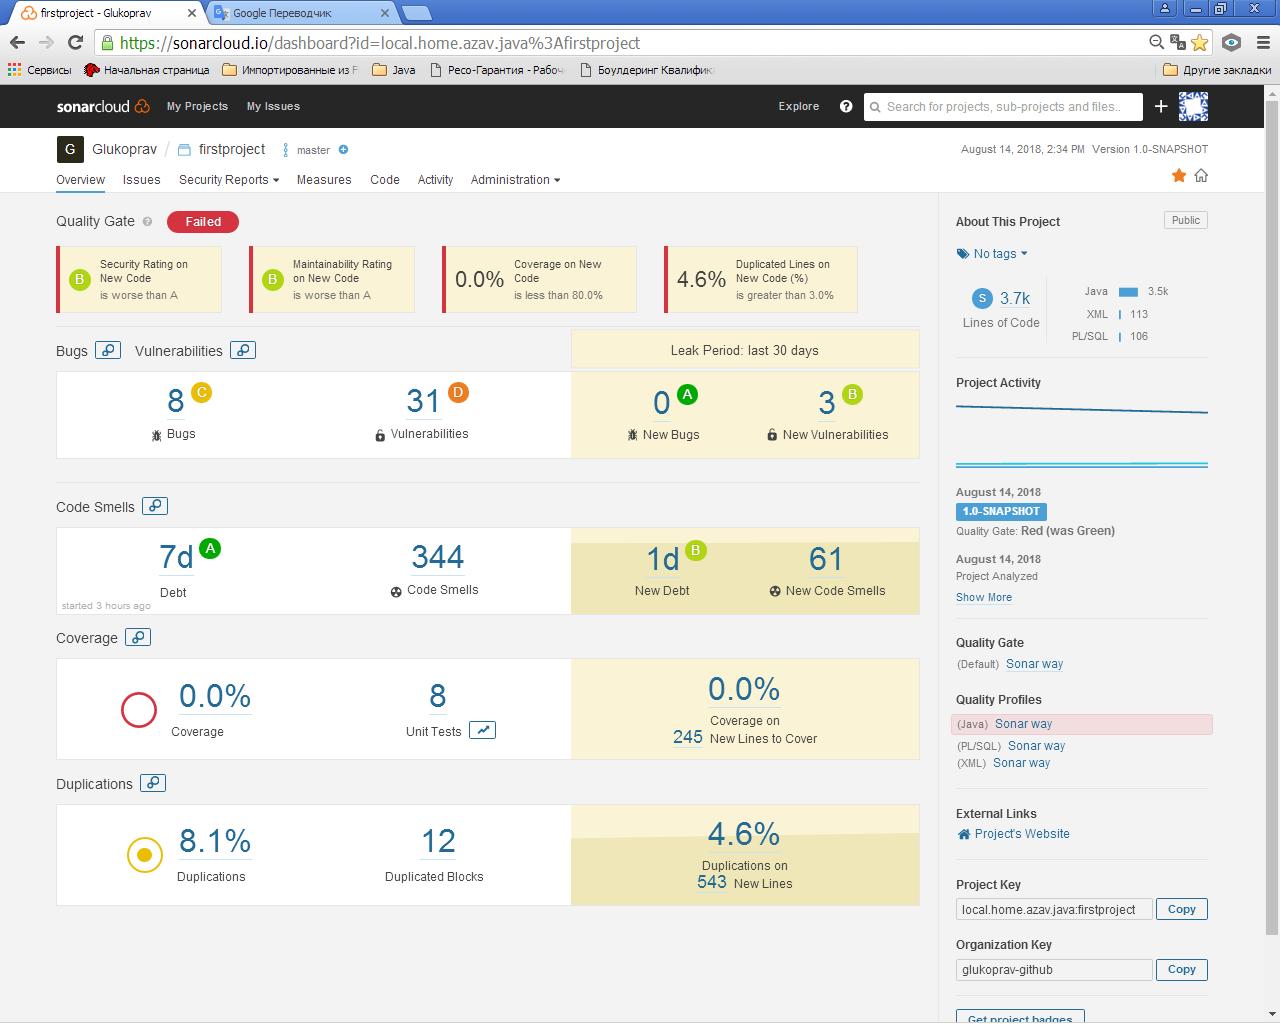 firstproject - Glukoprav
Google Переводчик
https://sonarcloud.io/dashboard?id=local.home.azav.java%3Afirstproject
Сервисы
Начальная страница
Импортированные из F
Java
Ресо-Гарантия - Рабоч
Боулдеринг Квалифик
Другие закладки
sonarcloud
My Projects
My Issues
Explore
Search for projects, sub-projects and files..
G Glukoprav / firstproject master
August 14, 2018, 2:34 PM Version 1.0-SNAPSHOT
Overview
Issues
Security Reports
Measures
Code
Activity
Administration
Quality Gate Failed
B
Security Rating on
New Code
is worse than A
B
Maintainability Rating
on New Code
is worse than A
0.0%
Coverage on New
Code
is less than 80.0%
4.6%
Duplicated Lines on
New Code (%)
is greater than 3.0%
Bugs Vulnerabilities
Leak Period: last 30 days
8 C
Bugs
31 D
Vulnerabilities
0 A
New Bugs
3 B
New Vulnerabilities
Code Smells
7d A
Debt
started 3 hours ago
344
Code Smells
1d B
New Debt
61
New Code Smells
Coverage
0.0%
Coverage
8
Unit Tests
0.0%
Coverage on
245 New Lines to Cover
Duplications
8.1%
Duplications
12
Duplicated Blocks
4.6%
Duplications on
543 New Lines
About This Project
Public
No tags
S 3.7k
Lines of Code
Java 3.5k
XML 113
PL/SQL 106
Project Activity
August 14, 2018
1.0-SNAPSHOT
Quality Gate: Red (was Green)
August 14, 2018
Project Analyzed
Show More
Quality Gate
(Default) Sonar way
Quality Profiles
(Java) Sonar way
(PL/SQL) Sonar way
(XML) Sonar way
External Links
Project's Website
Project Key
local.home.azav.java:firstproject Copy
Organization Key
glukoprav-github Copy
Get project badges